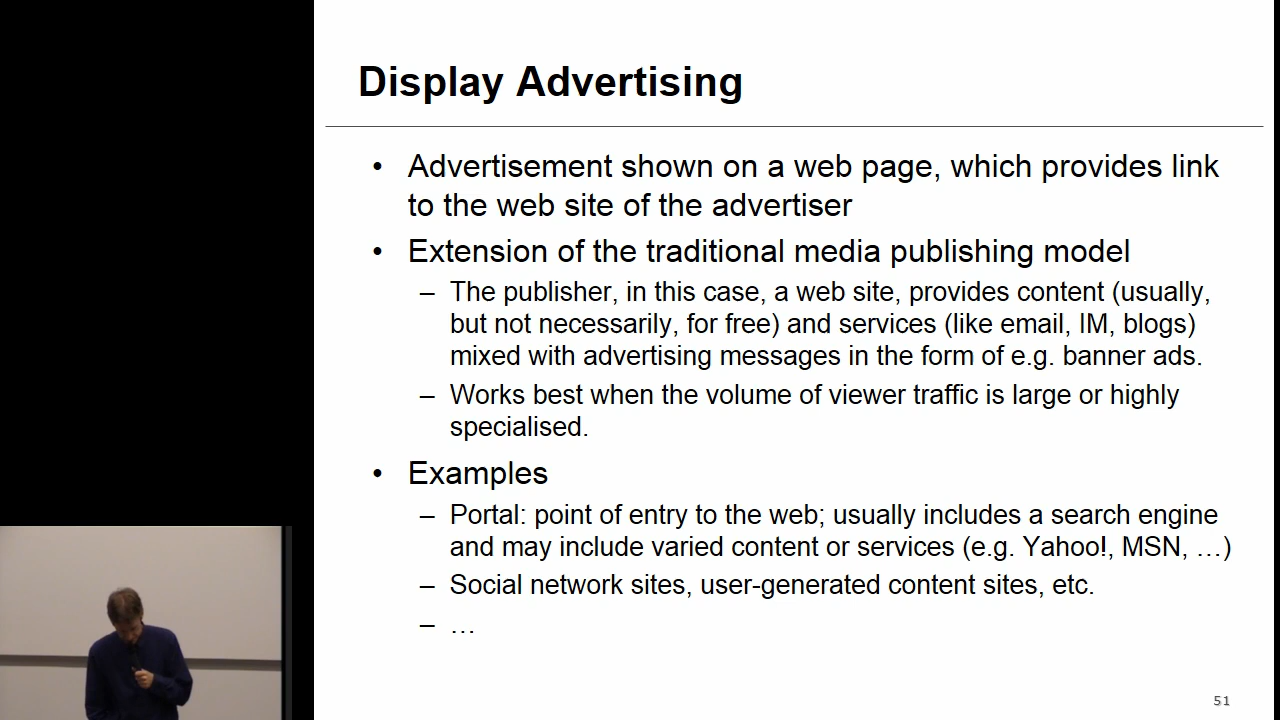 Display Advertising
• Advertisement shown on a web page, which provides link
to the web site of the advertiser
• Extension of the traditional media publishing model
– The publisher, in this case, a web site, provides content (usually,
but not necessarily, for free) and services (like email, IM, blogs)
mixed with advertising messages in the form of e.g. banner ads.
– Works best when the volume of viewer traffic is large or highly
specialised.
• Examples
– Portal: point of entry to the web; usually includes a search engine
and may include varied content or services (e.g. Yahoo!, MSN, …)
– Social network sites, user-generated content sites, etc.
– …
51